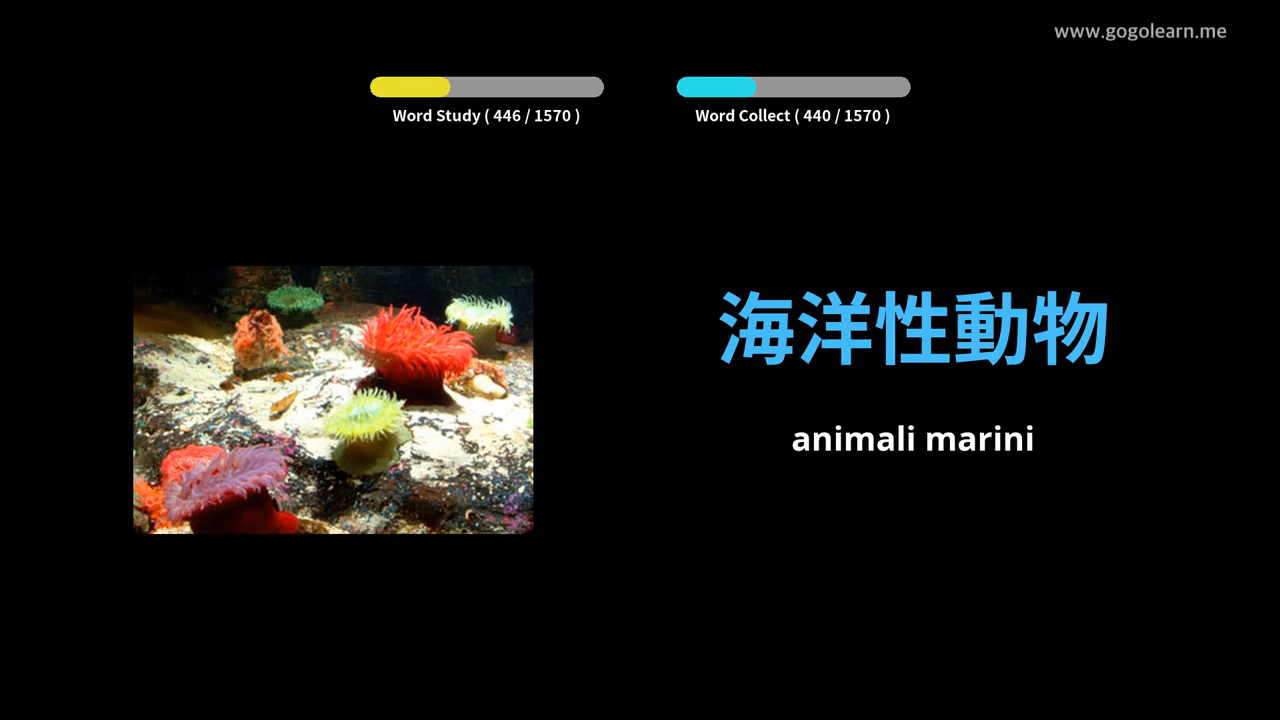 www.gogolearn.me
Word Study ( 446 / 1570 )
Word Collect ( 440 / 1570 )
海洋性動物
animali marini